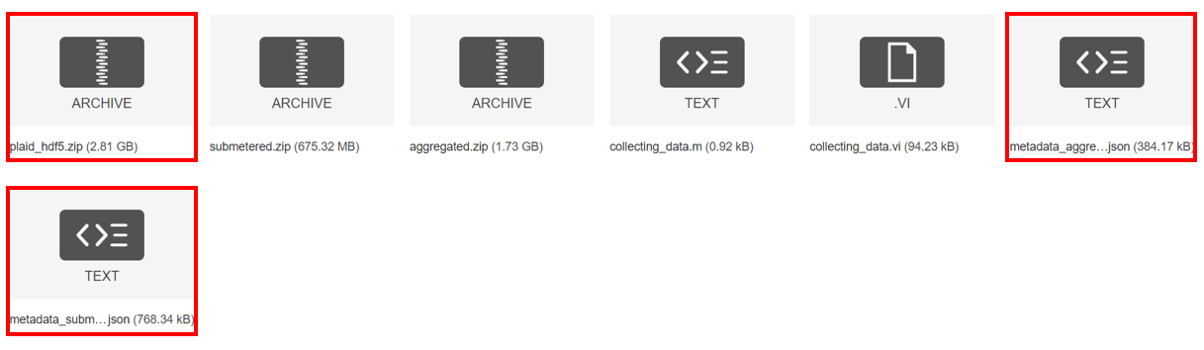 ARCHIVE ARCHIVE ARCHIVE TEXT .VI TEXT
plaid_hdf5.zip (2.81 GB) submetered.zip (675.32 MB) aggregated.zip (1.73 GB) collecting_data.m (0.92 kB) collecting_data.vi (94.23 kB) metadata_aggre...json (384.17 kB)
TEXT
metadata_subm...json (768.34 kB)